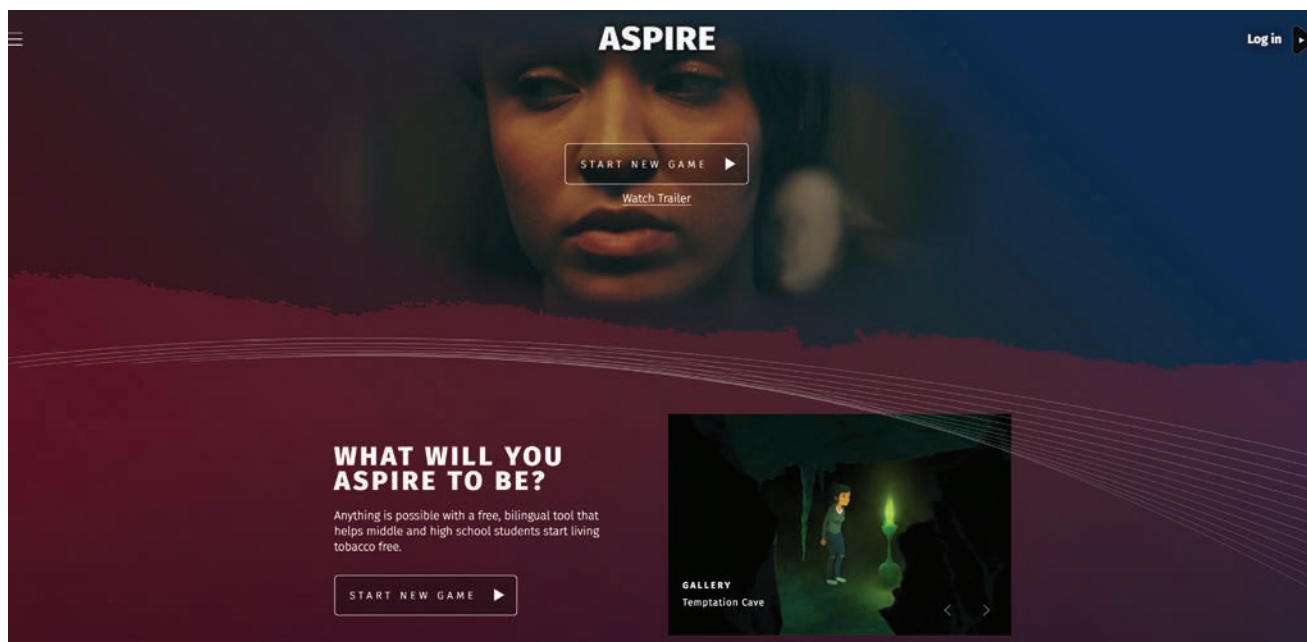 ASPIRE
Log in
START NEW GAME
Watch Trailer
WHAT WILL YOU
ASPIRE TO BE?
Anything is possible with a free, bilingual tool that
helps middle and high school students start living
tobacco free.
START NEW GAME
GALLERY
Temptation Cave